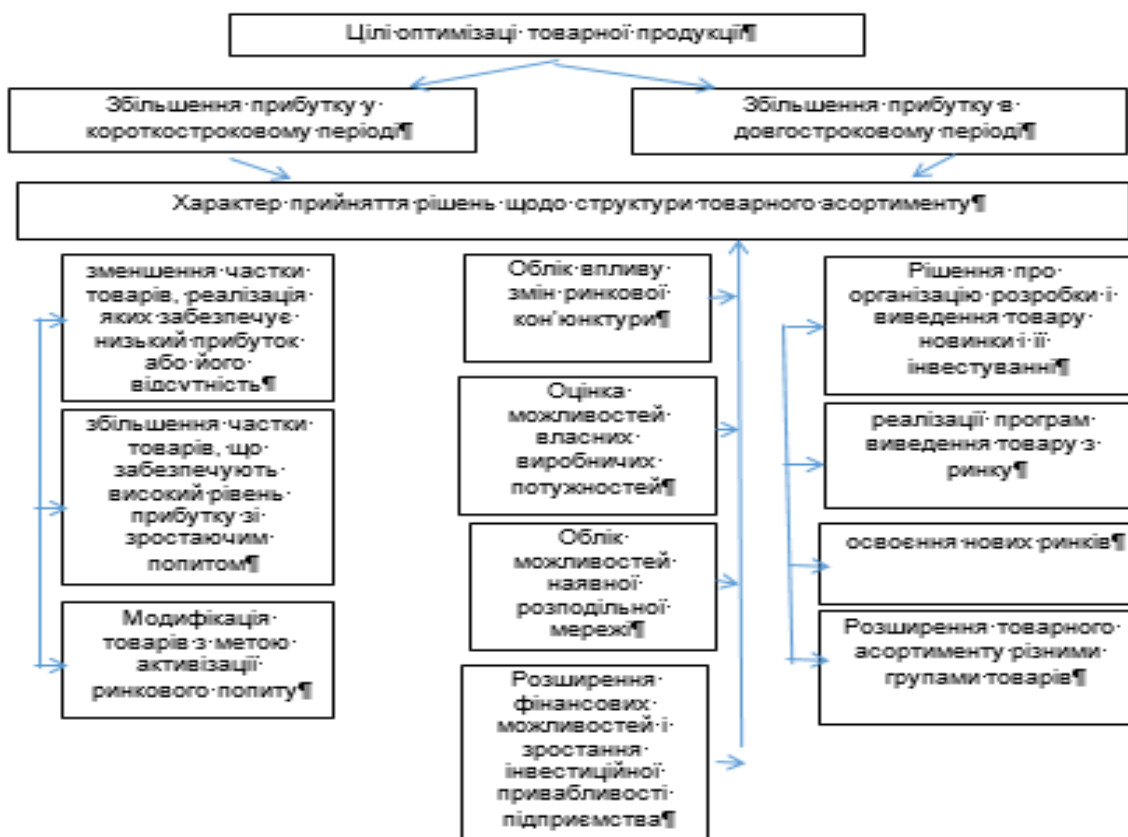 Цілі оптимізаці товарної продукції¶
Збільшення прибутку у
короткостроковому періоді¶
Збільшення прибутку в
довгостроковому періоді¶
Характер прийняття рішень щодо структури товарного асортименту¶
зменшення частки
товарів, реалізація
яких забезпечує
низький прибуток
або його
відсутність¶
збільшення частки
товарів, що
забезпечують
високий рівень
прибутку зі
зростаючим
попитом¶
Модифікація
товарів з метою
активізації
ринкового попиту¶
Облік впливу
змін ринкової
кон'юнктури¶
Оцінка
можливостей
власних
виробничих
потужностей¶
Облік
можливостей
наявної
розподільної
мережі¶
Розширення
фінансових
можливостей і
зростання
інвестиційної
привабливості
підприємства¶
Рішення про
організацію розробки і
виведення товару
новинки і її
інвестуванні¶
реалізації програм
виведення товару з
ринку¶
освоєння нових ринків¶
Розширення товарного
асортименту різними
групами товарів¶